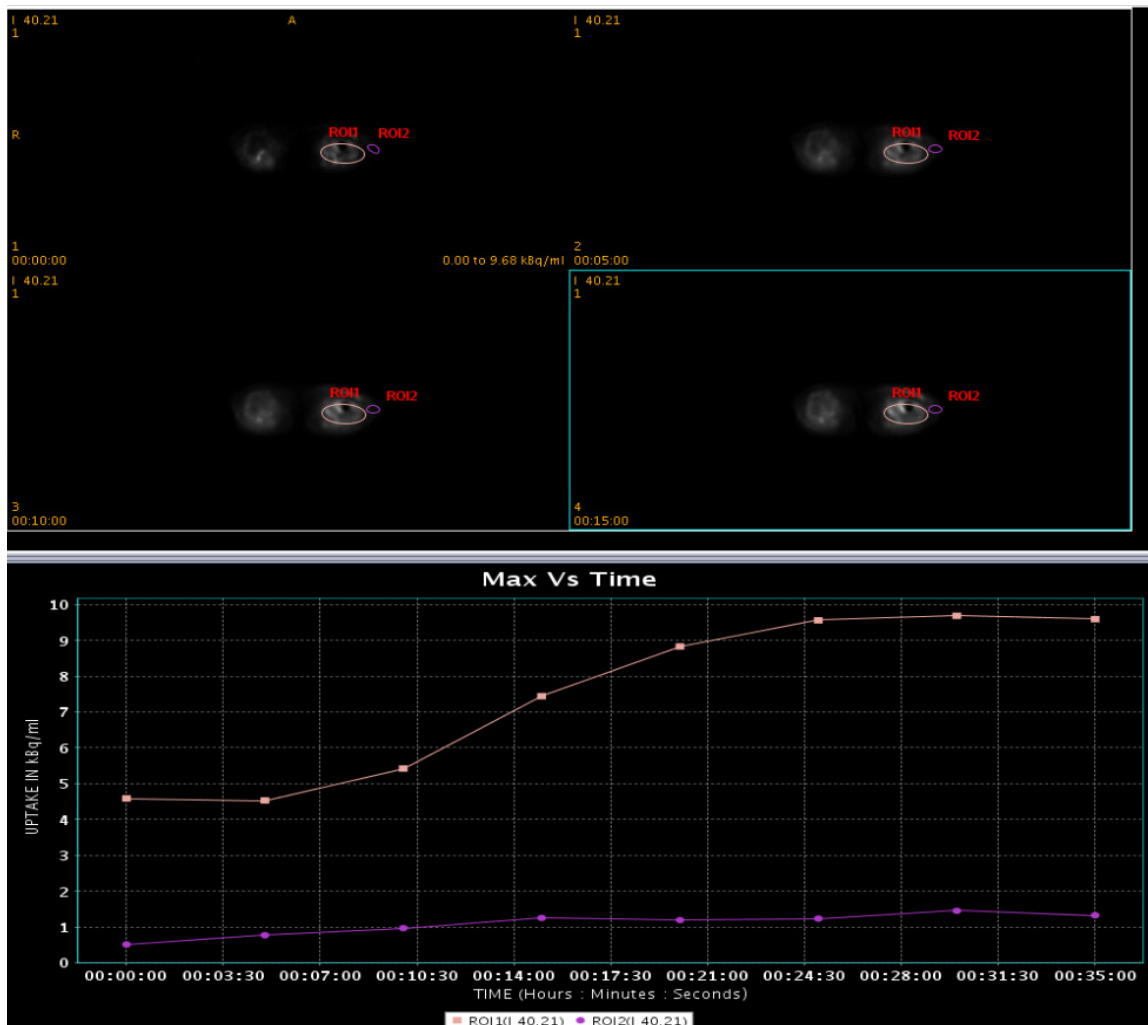 I 40.21
1
A
I 40.21
1
R
ROI1
ROI2
ROI1
ROI2
1
00:00:00
0.00 to 9.68 kBq/ml
2
00:05:00
I 40.21
1
I 40.21
1
ROI1
ROI2
ROI1
ROI2
3
00:10:00
4
00:15:00
Max Vs Time
10
9
8
7
6
5
4
3
2
1
0
UPTAKE IN kBq/ml
00:00:00 00:03:30 00:07:00 00:10:30 00:14:00 00:17:30 00:21:00 00:24:30 00:28:00 00:31:30 00:35:00
TIME (Hours : Minutes : Seconds)
ROI1(I 40.21) ROI2(I 40.21)